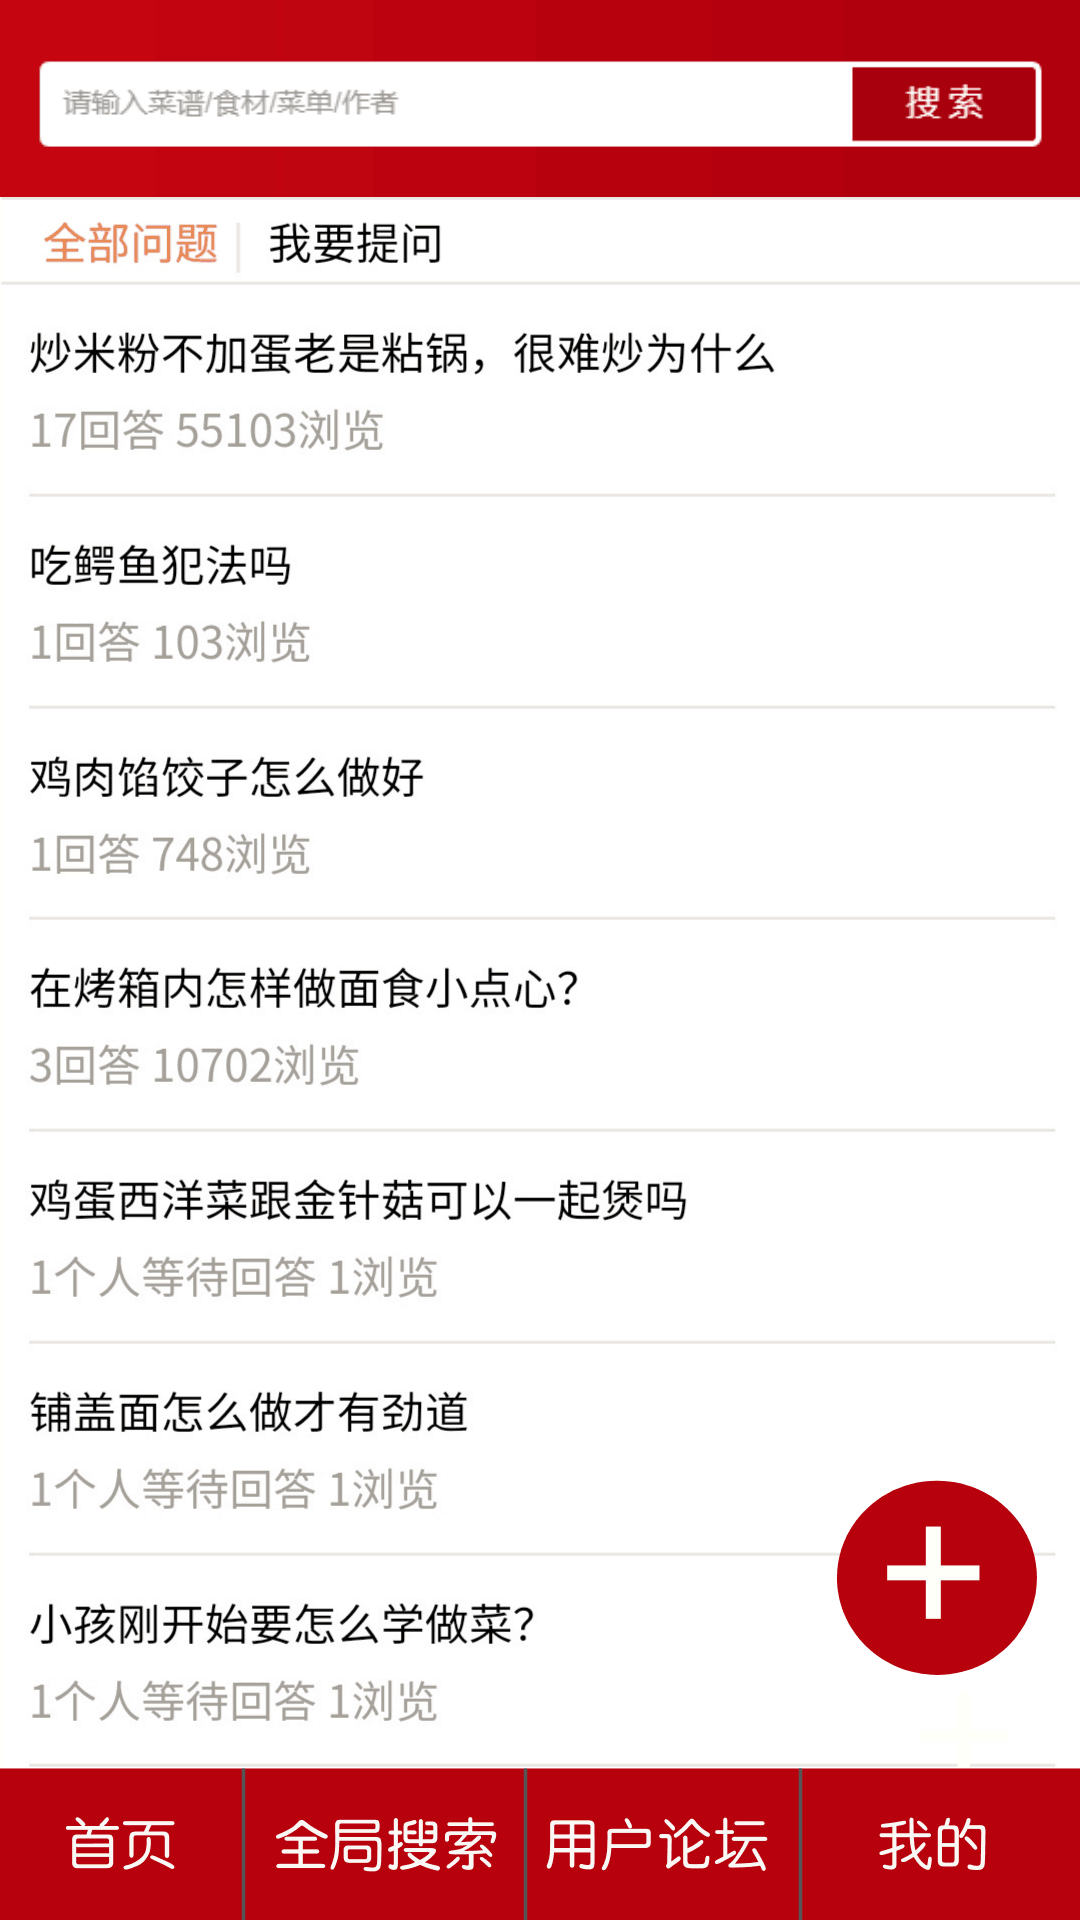 请输入菜谱/食材/菜单/作者
搜索
全部问题 我要提问
炒米粉不加蛋老是粘锅，很难炒为什么
17回答 55103浏览
吃鳄鱼犯法吗
1回答 103浏览
鸡肉馅饺子怎么做好
1回答 748浏览
在烤箱内怎样做面食小点心？
3回答 10702浏览
鸡蛋西洋菜跟金针菇可以一起煲吗
1个人等待回答 1浏览
铺盖面怎么做才有劲道
1个人等待回答 1浏览
小孩刚开始要怎么学做菜？
1个人等待回答 1浏览
首页 全局搜索 用户论坛 我的